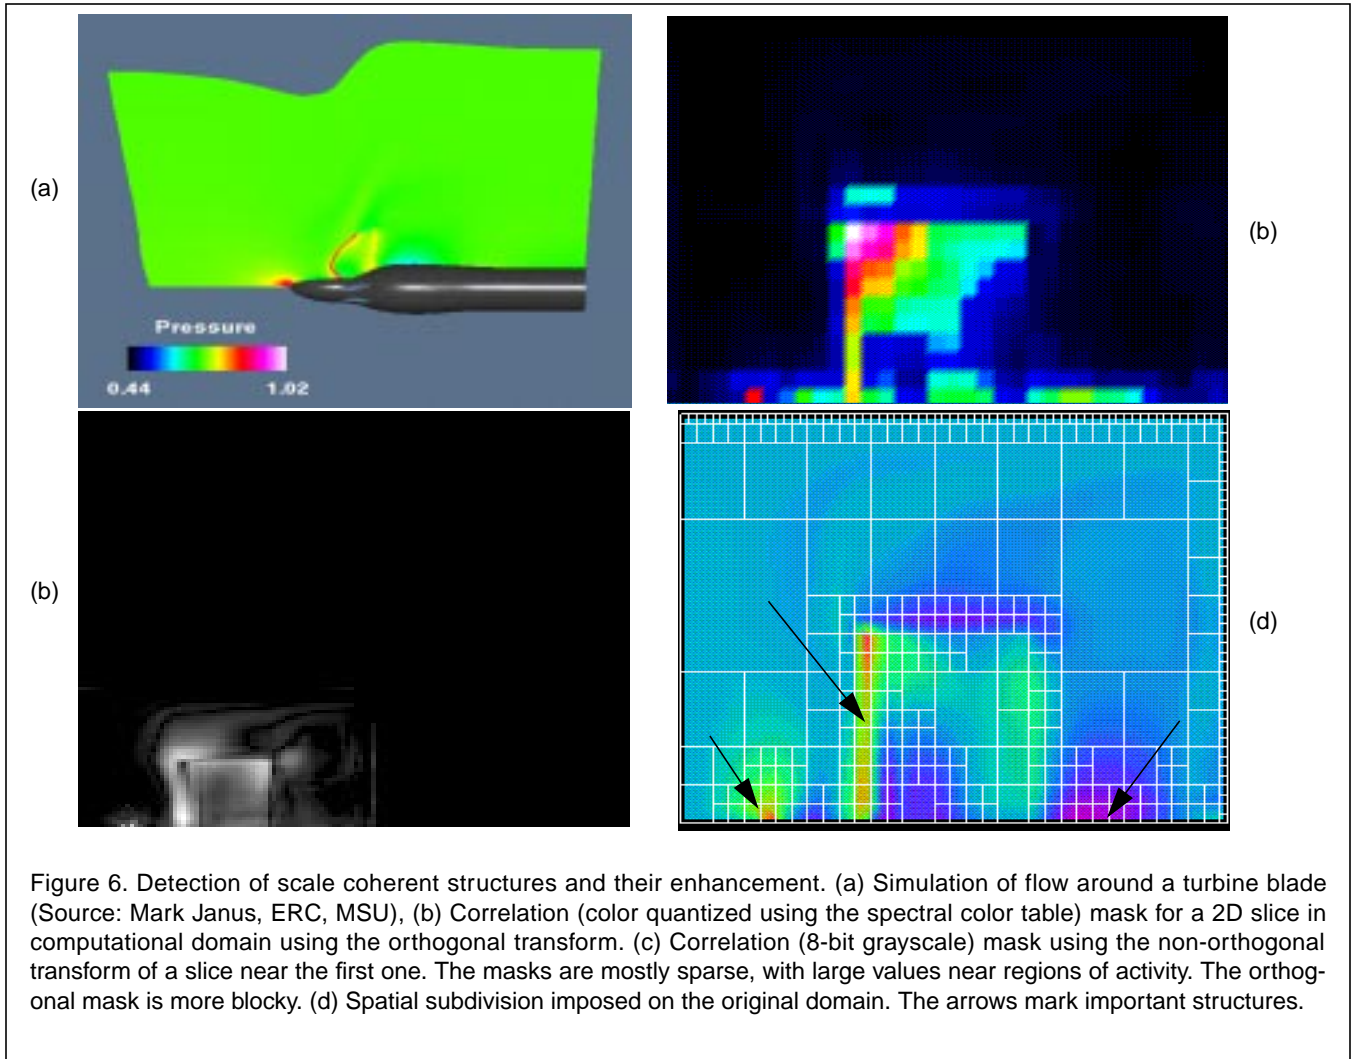 (a)
Pressure
0.44 1.02
(b)
(b)
(d)
Figure 6. Detection of scale coherent structures and their enhancement. (a) Simulation of flow around a turbine blade
(Source: Mark Janus, ERC, MSU), (b) Correlation (color quantized using the spectral color table) mask for a 2D slice in
computational domain using the orthogonal transform. (c) Correlation (8-bit grayscale) mask using the non-orthogonal
transform of a slice near the first one. The masks are mostly sparse, with large values near regions of activity. The orthog-
onal mask is more blocky. (d) Spatial subdivision imposed on the original domain. The arrows mark important structures.